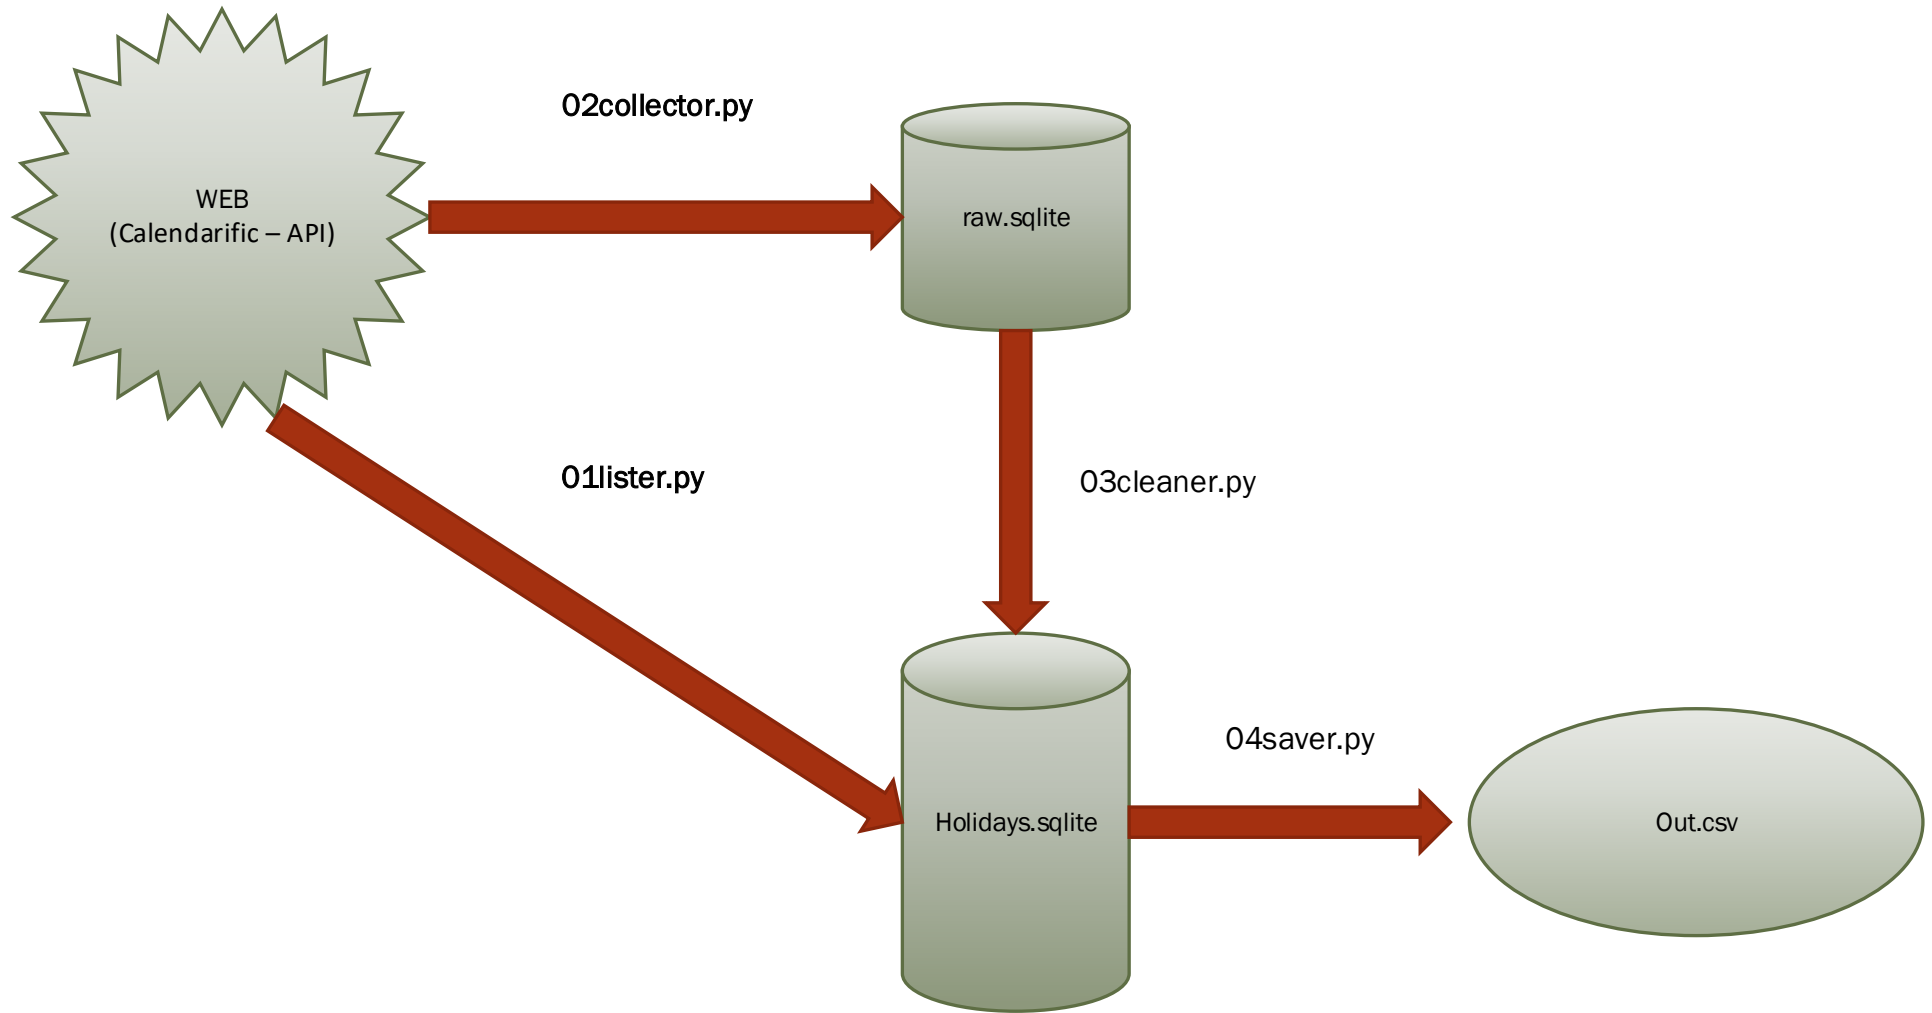 02collector.py
WEB
(Calendarific – API)
raw.sqlite
01lister.py
03cleaner.py
04saver.py
Holidays.sqlite
Out.csv